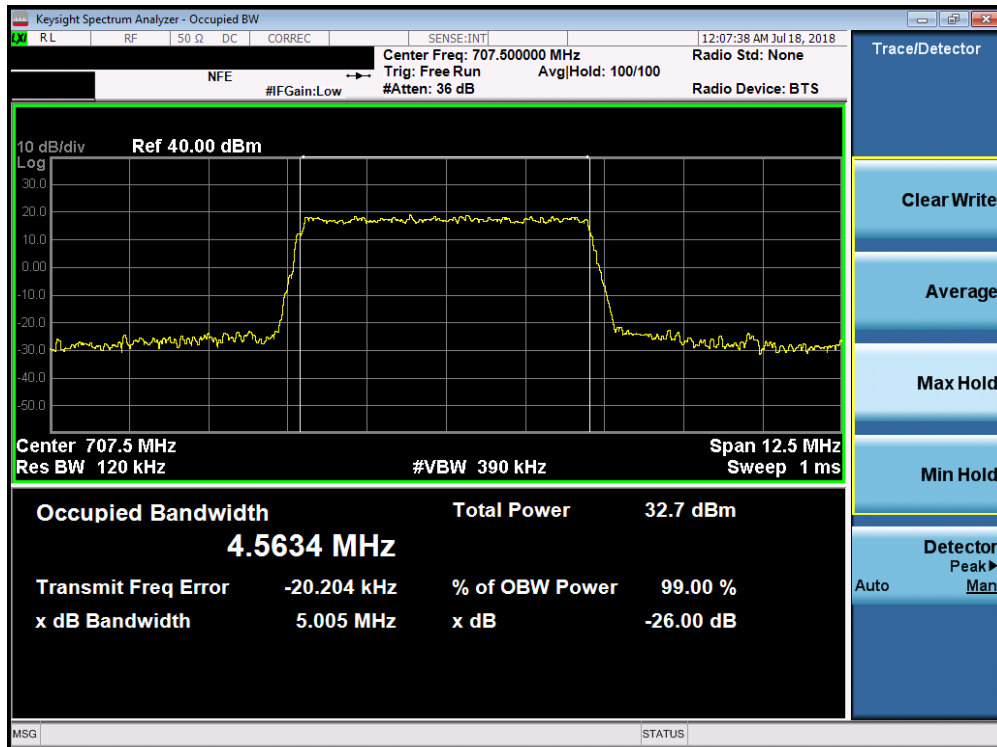 Keysight Spectrum Analyzer - Occupied BW
LXI RL RF 50 Ω DC CORREC SENSE:INT 12:07:38 AM Jul 18, 2018
Center Freq: 707.500000 MHz Radio Std: None
NFE Trig: Free Run Avg|Hold: 100/100
#IFGain:Low #Atten: 36 dB Radio Device: BTS
Trace/Detector
10 dB/div Ref 40.00 dBm
Log
30.0
20.0
10.0
0.00
-10.0
-20.0
-30.0
-40.0
-50.0
Center 707.5 MHz Span 12.5 MHz
Res BW 120 kHz #VBW 390 kHz Sweep 1 ms
Occupied Bandwidth Total Power 32.7 dBm
4.5634 MHz
Transmit Freq Error -20.204 kHz % of OBW Power 99.00 %
x dB Bandwidth 5.005 MHz x dB -26.00 dB
Clear Write
Average
Max Hold
Min Hold
Detector
Peak▶
Auto Man
MSG STATUS